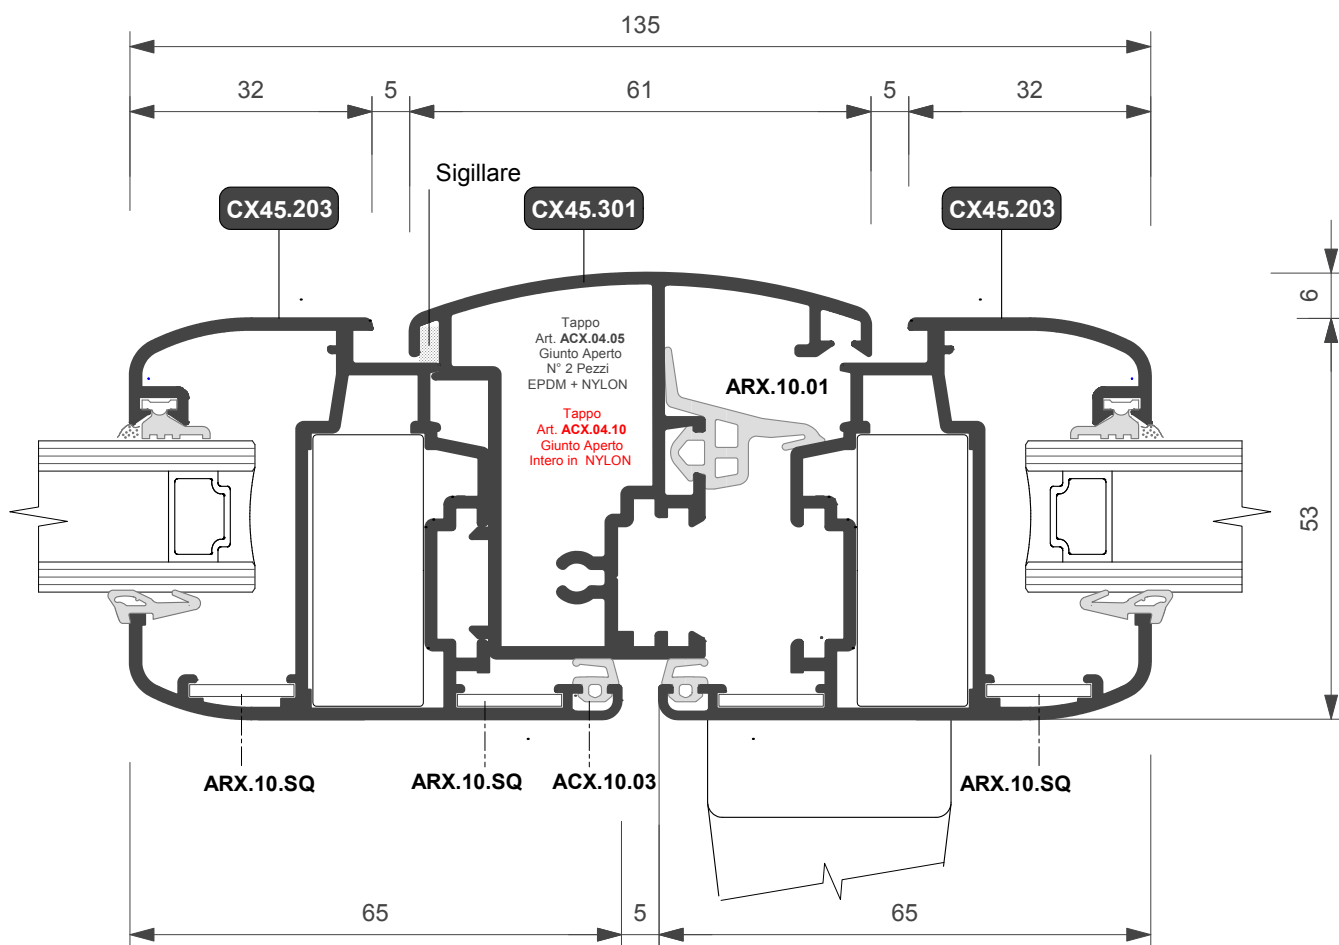 135
32 5 61 5 32
Sigillare
CX45.203 CX45.301 CX45.203
6
Tappo
Art. ACX.04.05
Giunto Aperto
N° 2 Pezzi
EPDM + NYLON
ARX.10.01
Tappo
Art. ACX.04.10
Giunto Aperto
Intero in NYLON
53
ARX.10.SQ ARX.10.SQ ACX.10.03 ARX.10.SQ
65 5 65